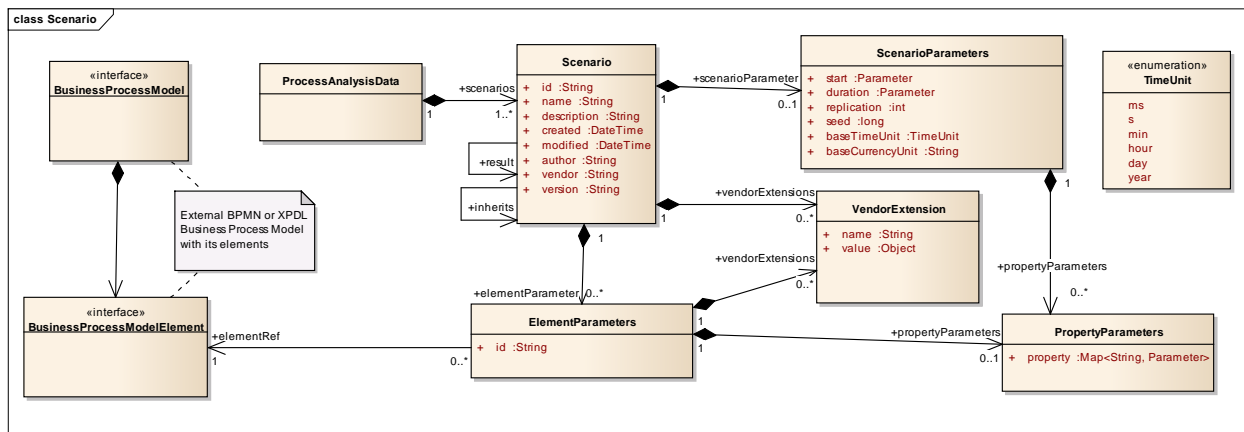 class Scenario
«interface»
BusinessProcessModel
ProcessAnalysisData
1
+scenarios
1..*
Scenario
+ id :String
+ name :String
+ description :String
+ created :DateTime
+ modified :DateTime
+ author :String
+ vendor :String
+ version :String
+result
+inherits
1
+scenarioParameter
0..1
ScenarioParameters
+ start :Parameter
+ duration :Parameter
+ replication :int
+ seed :long
+ baseTimeUnit :TimeUnit
+ baseCurrencyUnit :String
«enumeration»
TimeUnit
ms
s
min
hour
day
year
External BPMN or XPDL
Business Process Model
with its elements
1
+vendorExtensions
0..*
VendorExtension
+ name :String
+ value :Object
1
+propertyParameters
0..*
1
+elementParameter
0..*
+vendorExtensions
0..*
1
«interface»
BusinessProcessModelElement
+elementRef
1
0..*
ElementParameters
+ id :String
1
+propertyParameters
0..1
PropertyParameters
+ property :Map<String, Parameter>